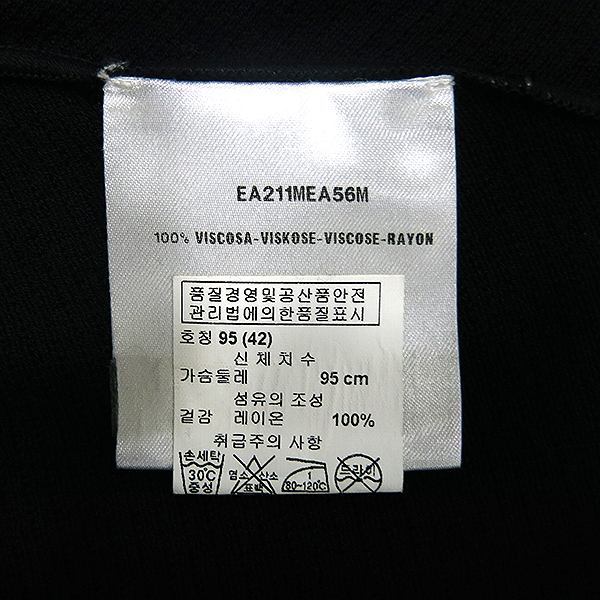 EA211MEA56M
100% VISCOSA-VISKOSE-VISCOSE-RAYON
품질경영및공산품안전
관리법에의한품질표시
호칭 95 (42)
신체치수
가슴둘레 95 cm
섬유의 조성
겉감 레이온 100%
취급주의 사항
손세탁
30℃
중성
염소 산소
표백
1
80~120℃
드라이